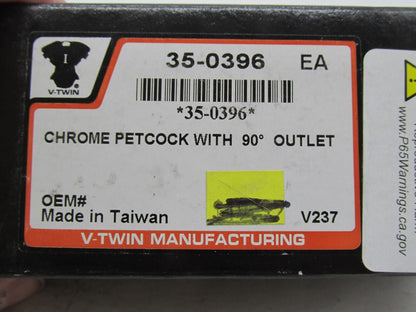 I
V-TWIN
35-0396 EA
*35-0396*
CHROME PETCOCK WITH 90° OUTLET
OEM#
Made in Taiwan V237
V-TWIN MANUFACTURING
www.P65Warnings.ca.gov